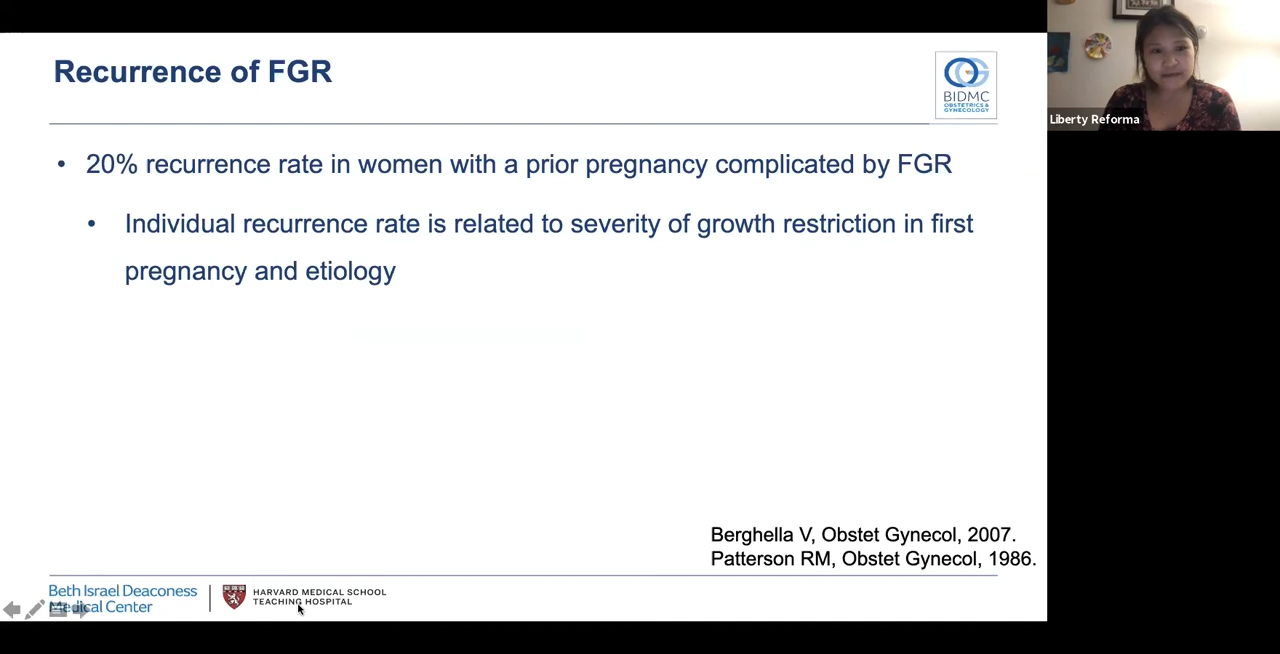 Recurrence of FGR
BIDMC
OBSTETRICS &
GYNECOLOGY
Liberty Reforma
• 20% recurrence rate in women with a prior pregnancy complicated by FGR
• Individual recurrence rate is related to severity of growth restriction in first
pregnancy and etiology
Berghella V, Obstet Gynecol, 2007.
Patterson RM, Obstet Gynecol, 1986.
Beth Israel Deaconess
Medical Center
HARVARD MEDICAL SCHOOL
TEACHING HOSPITAL